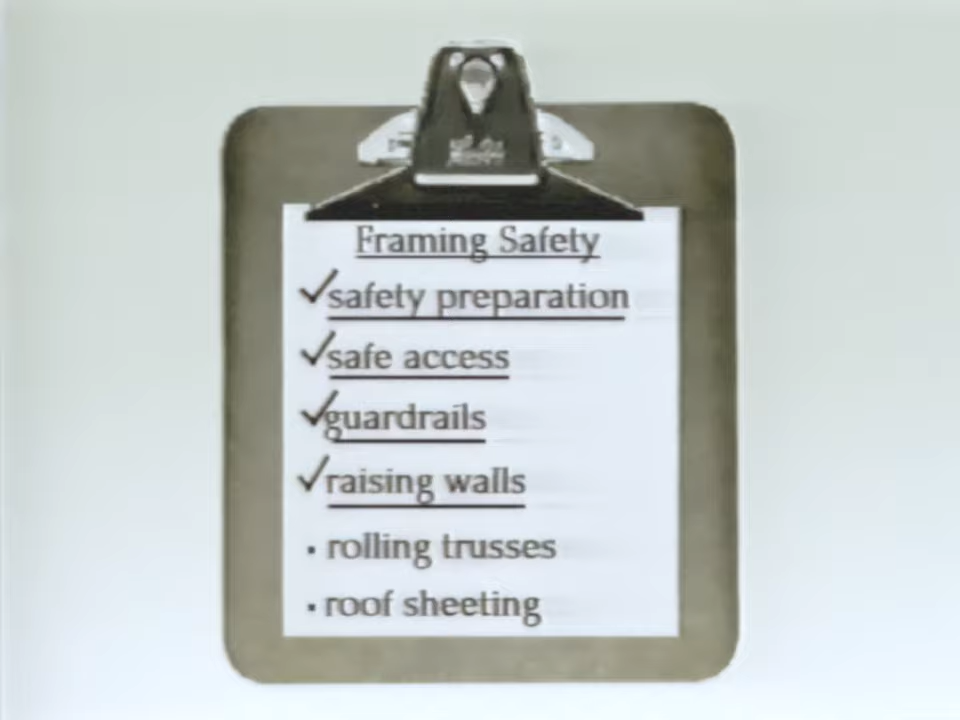 Framing Safety
safety preparation
safe access
guardrails
raising walls
rolling trusses
roof sheeting